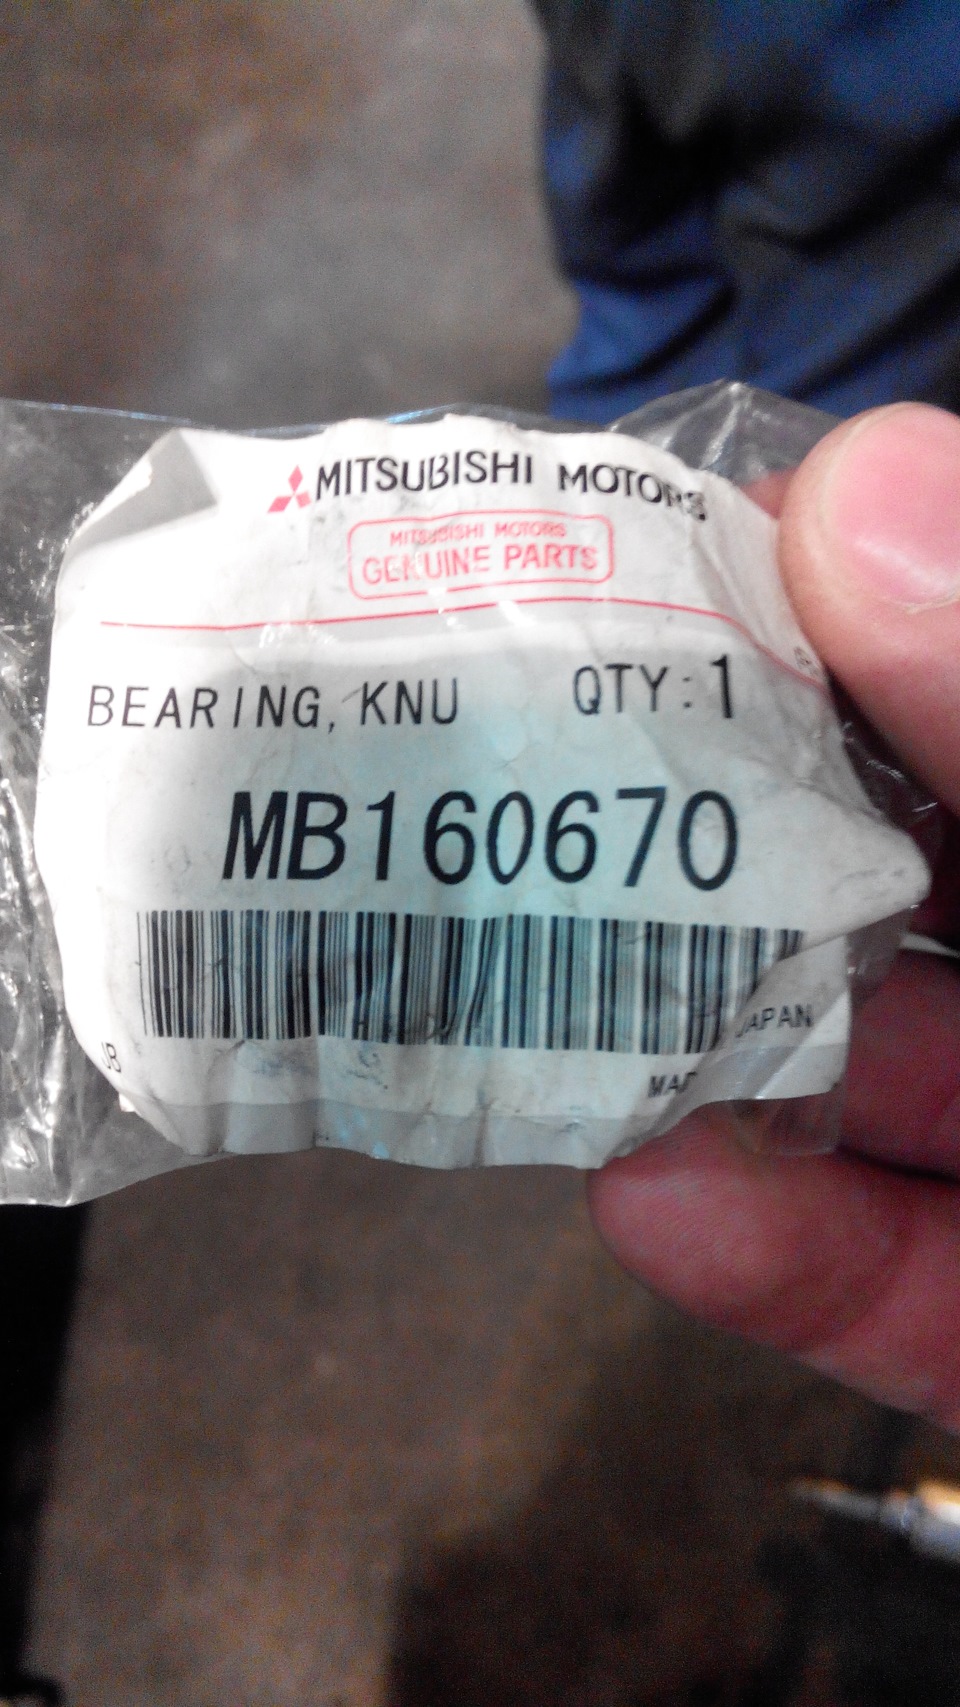 MITSUBISHI MOTORS
MITSUBISHI MOTORS
GENUINE PARTS
BEARING, KNU QTY:1
MB160670
JAPAN